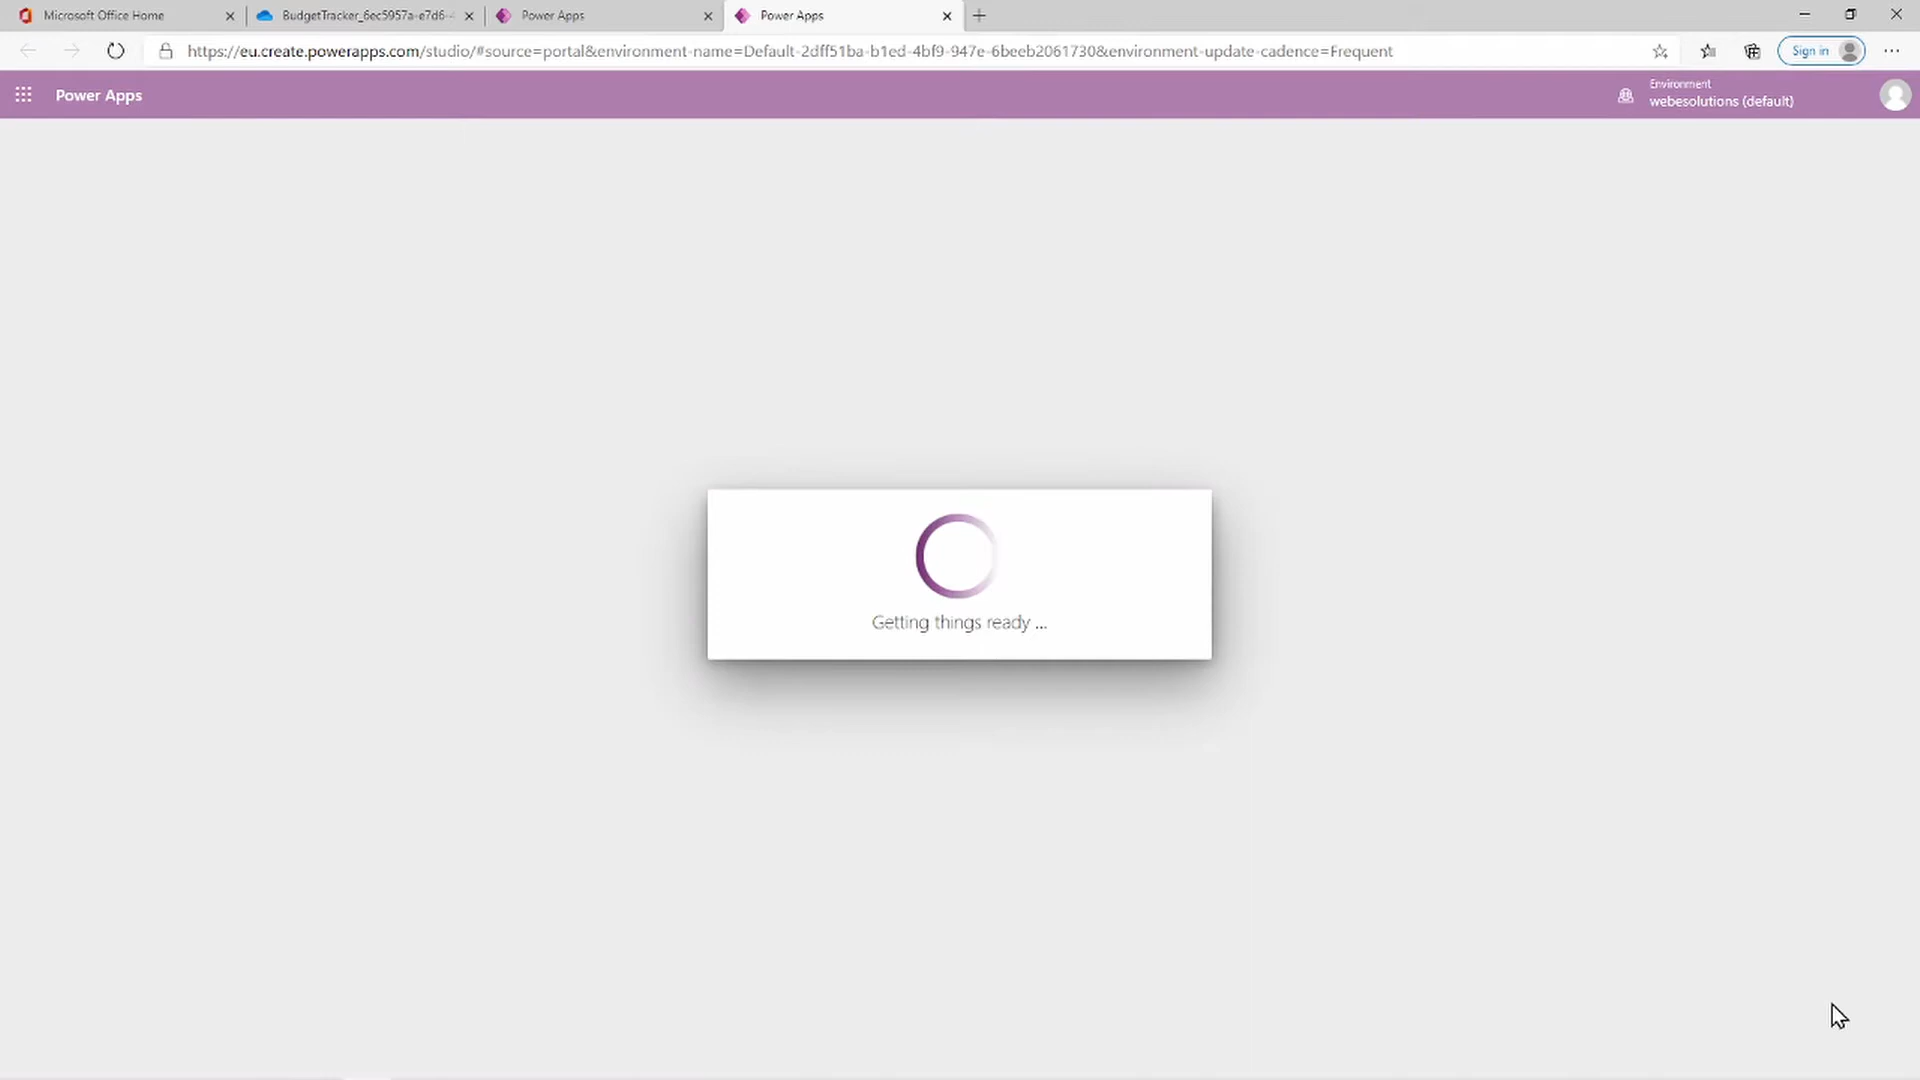 Microsoft Office Home
BudgetTracker_6ec5957a-e7d6-
Power Apps
Power Apps
https://eu.create.powerapps.com/studio/#source=portal&environment-name=Default-2dff51ba-b1ed-4bf9-947e-6beeb2061730&environment-update-cadence=Frequent
Sign in
Power Apps
Environment
webesolutions (default)
Getting things ready ...